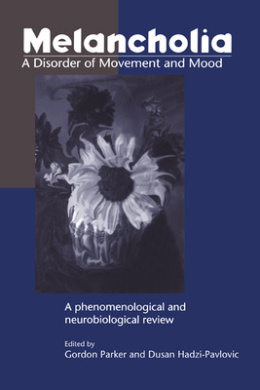 Melancholia
A Disorder of Movement and Mood
A phenomenological and
neurobiological review
Edited by
Gordon Parker and Dusan Hadzi-Pavlovic